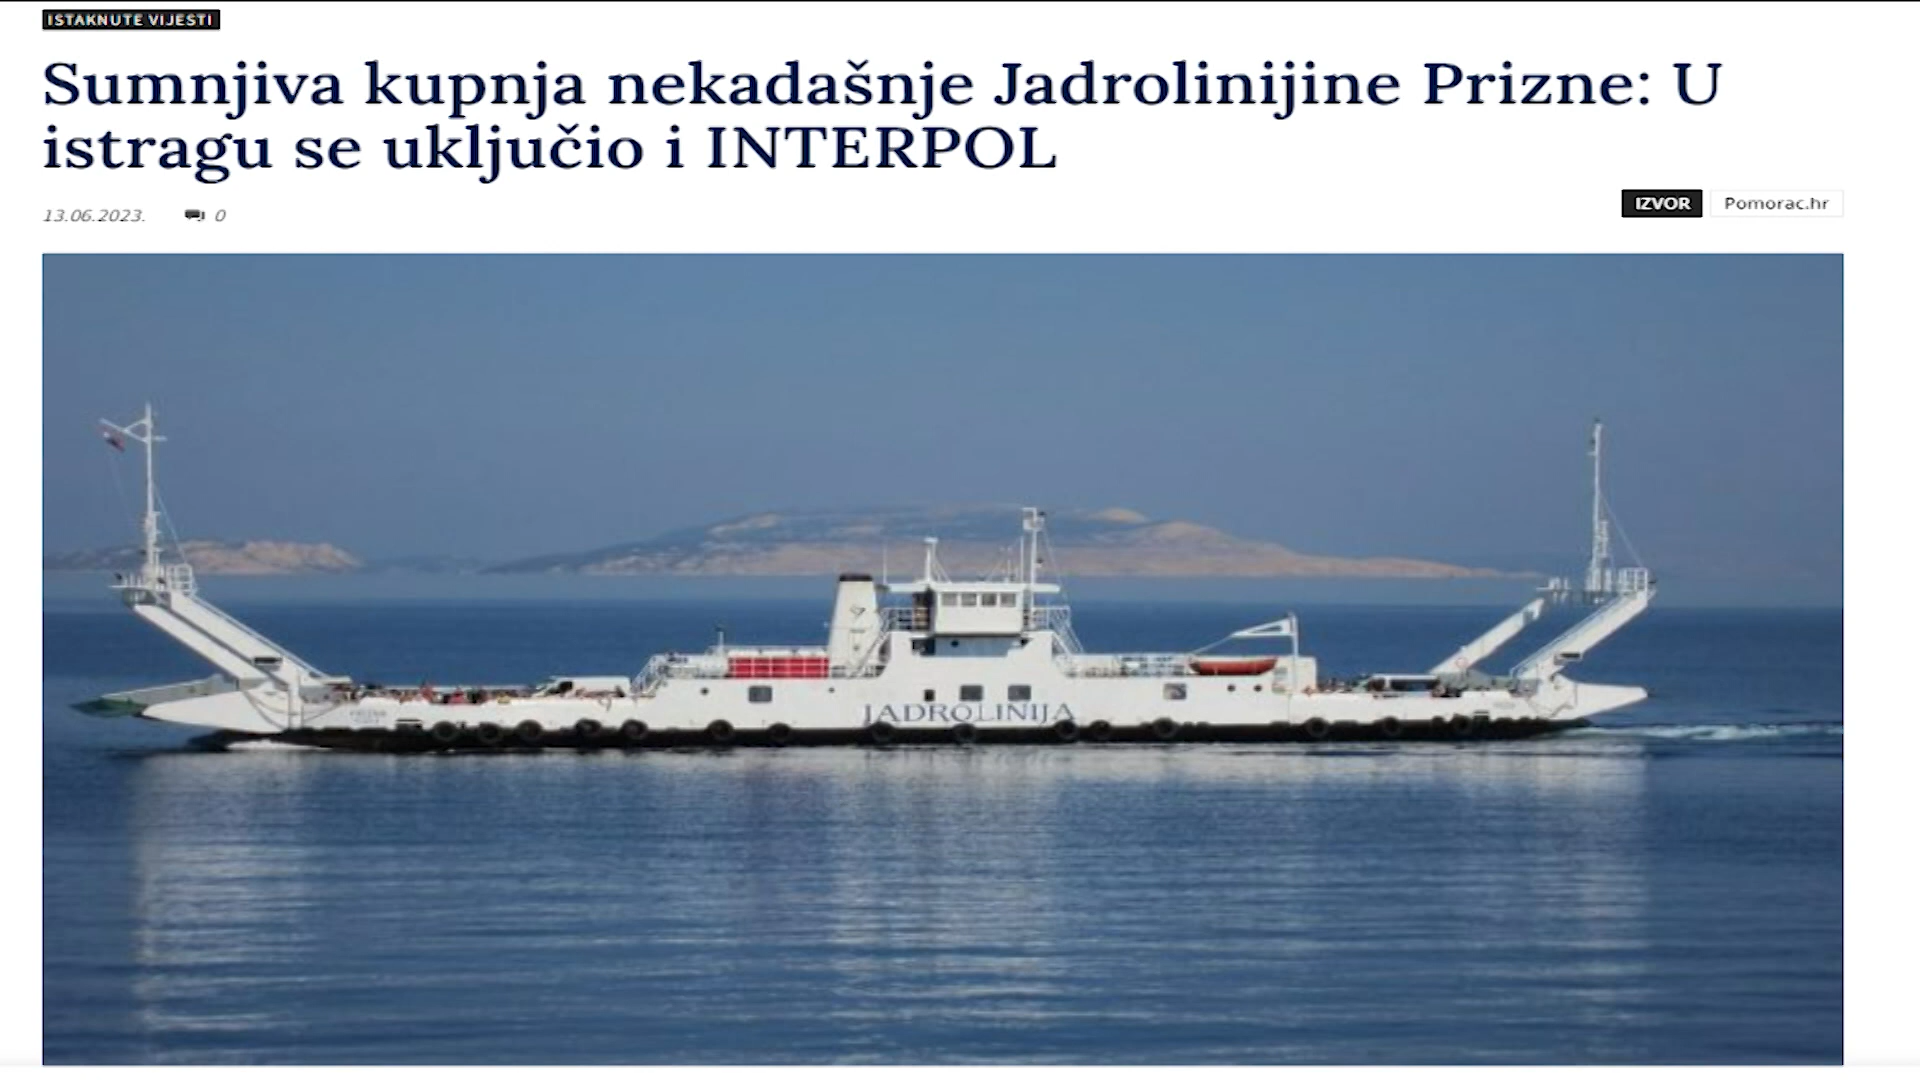 ISTAKNUTE VIJESTI
Sumnjiva kupnja nekadašnje Jadrolinijine Prizne: U
istragu se uključio i INTERPOL
13.06.2023. 0
IZVOR Pomorac.hr
JADROLINIJA